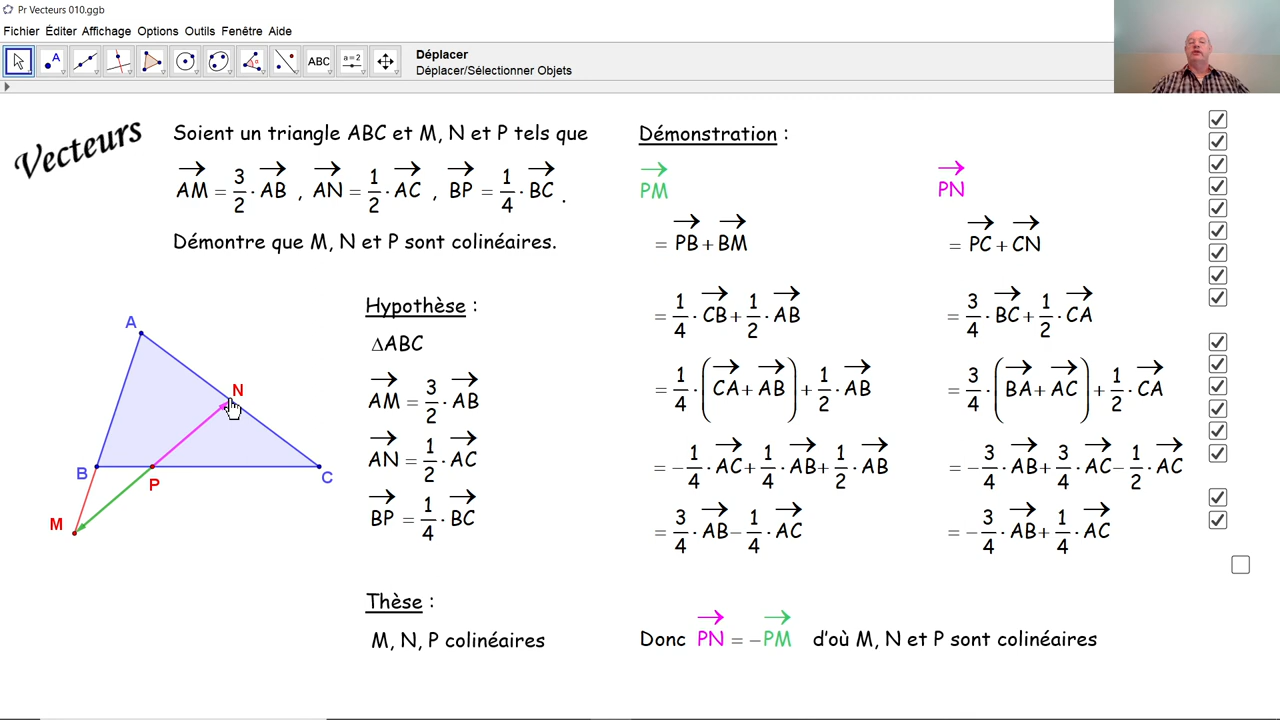 Pr Vecteurs 010.ggb
Fichier Éditer Affichage Options Outils Fenêtre Aide
A
ABC
a=2
Déplacer
Déplacer/Sélectionner Objets
Vecteurs
Soient un triangle ABC et M, N et P tels que
AM = 3/2 · AB , AN = 1/2 · AC , BP = 1/4 · BC .
Démontre que M, N et P sont colinéaires.
A
N
B
P
C
M
Hypothèse :
ΔABC
AM = 3/2 · AB
AN = 1/2 · AC
BP = 1/4 · BC
Thèse :
M, N, P colinéaires
Démonstration :
PM
= PB + BM
= 1/4 · CB + 1/2 · AB
= 1/4 · (CA + AB) + 1/2 · AB
= - 1/4 · AC + 1/4 · AB + 1/2 · AB
= 3/4 · AB - 1/4 · AC
PN
= PC + CN
= 3/4 · BC + 1/2 · CA
= 3/4 · (BA + AC) + 1/2 · CA
= - 3/4 · AB + 3/4 · AC - 1/2 · AC
= - 3/4 · AB + 1/4 · AC
Donc PN = -PM d'où M, N et P sont colinéaires